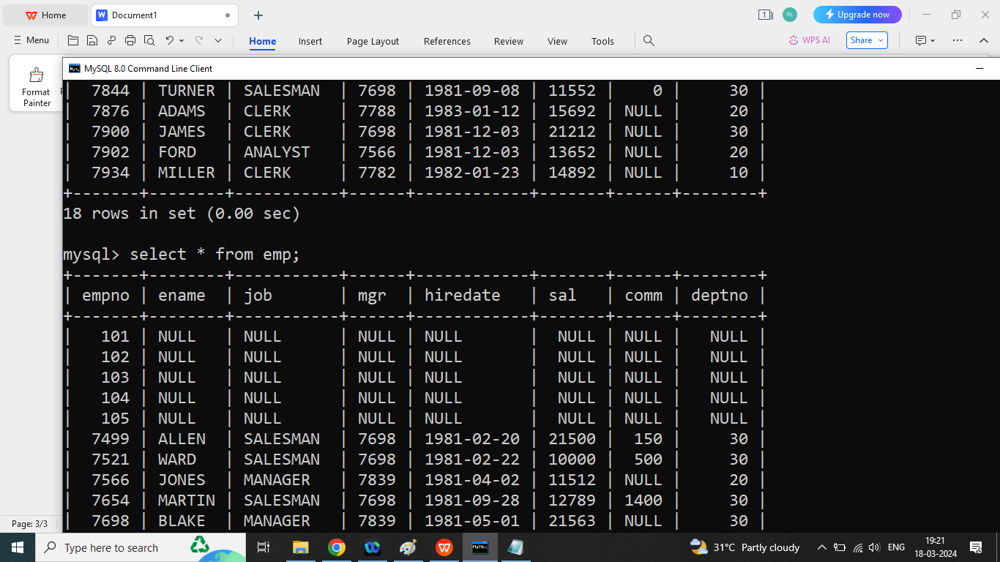 Home Document1 + 1 RL Upgrade now
Menu Home Insert Page Layout References Review View Tools WPS AI Share
Format
Painter
MySQL 8.0 Command Line Client
| 7844 | TURNER | SALESMAN | 7698 | 1981-09-08 | 11552 | 0 | 30 |
| 7876 | ADAMS | CLERK | 7788 | 1983-01-12 | 15692 | NULL | 20 |
| 7900 | JAMES | CLERK | 7698 | 1981-12-03 | 21212 | NULL | 30 |
| 7902 | FORD | ANALYST | 7566 | 1981-12-03 | 13652 | NULL | 20 |
| 7934 | MILLER | CLERK | 7782 | 1982-01-23 | 14892 | NULL | 10 |
+-------+--------+-----------+------+------------+-------+------+--------+
18 rows in set (0.00 sec)
mysql> select * from emp;
+-------+--------+-----------+------+------------+-------+------+--------+
| empno | ename | job | mgr | hiredate | sal | comm | deptno |
+-------+--------+-----------+------+------------+-------+------+--------+
| 101 | NULL | NULL | NULL | NULL | NULL | NULL | NULL |
| 102 | NULL | NULL | NULL | NULL | NULL | NULL | NULL |
| 103 | NULL | NULL | NULL | NULL | NULL | NULL | NULL |
| 104 | NULL | NULL | NULL | NULL | NULL | NULL | NULL |
| 105 | NULL | NULL | NULL | NULL | NULL | NULL | NULL |
| 7499 | ALLEN | SALESMAN | 7698 | 1981-02-20 | 21500 | 150 | 30 |
| 7521 | WARD | SALESMAN | 7698 | 1981-02-22 | 10000 | 500 | 30 |
| 7566 | JONES | MANAGER | 7839 | 1981-04-02 | 11512 | NULL | 20 |
| 7654 | MARTIN | SALESMAN | 7698 | 1981-09-28 | 12789 | 1400 | 30 |
| 7698 | BLAKE | MANAGER | 7839 | 1981-05-01 | 21563 | NULL | 30 |
Page: 3/3
Type here to search 31°C Partly cloudy ENG 19:21
18-03-2024